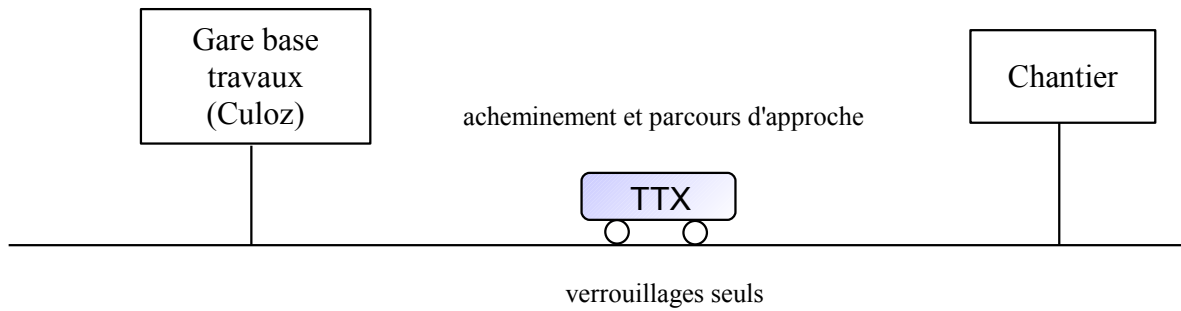 Gare base
travaux
(Culoz)
Chantier
acheminement et parcours d'approche
TTX
verrouillages seuls